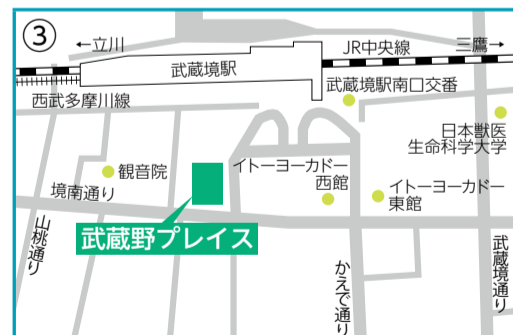 ③
←立川
JR中央線
三鷹→
武蔵境駅
西武多摩川線
武蔵境駅南口交番
日本獣医
生命科学大学
観音院
イトーヨーカドー
西館
イトーヨーカドー
東館
境南通り
武蔵野プレイス
山桃通り
かえで通り
武蔵境通り